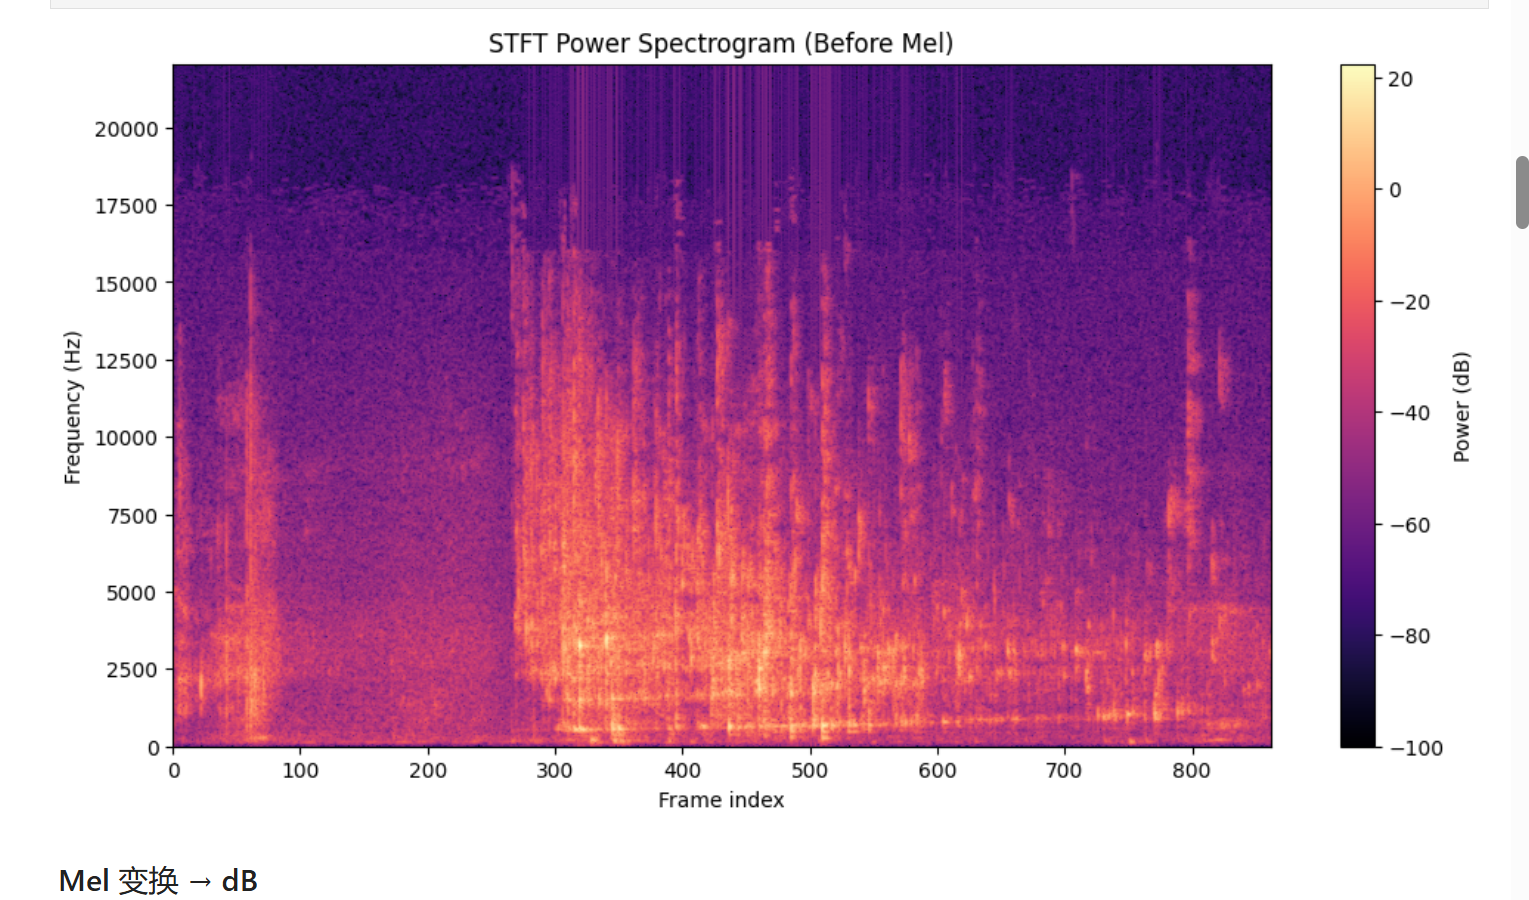 STFT Power Spectrogram (Before Mel)
20000
17500
15000
12500
10000
7500
5000
2500
0
Frequency (Hz)
0 100 200 300 400 500 600 700 800
Frame index
20
0
−20
−40
−60
−80
−100
Power (dB)
Mel 变换 → dB